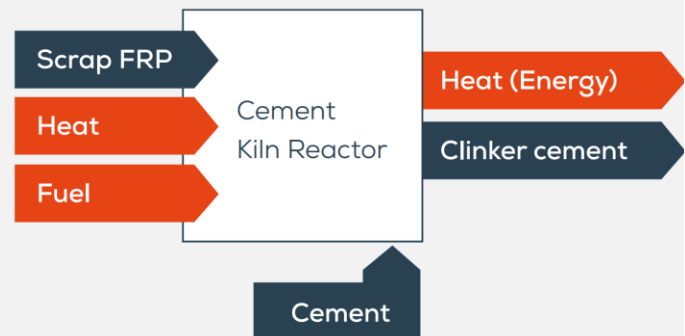 Scrap FRP
Heat
Fuel
Cement
Kiln Reactor
Heat (Energy)
Clinker cement
Cement